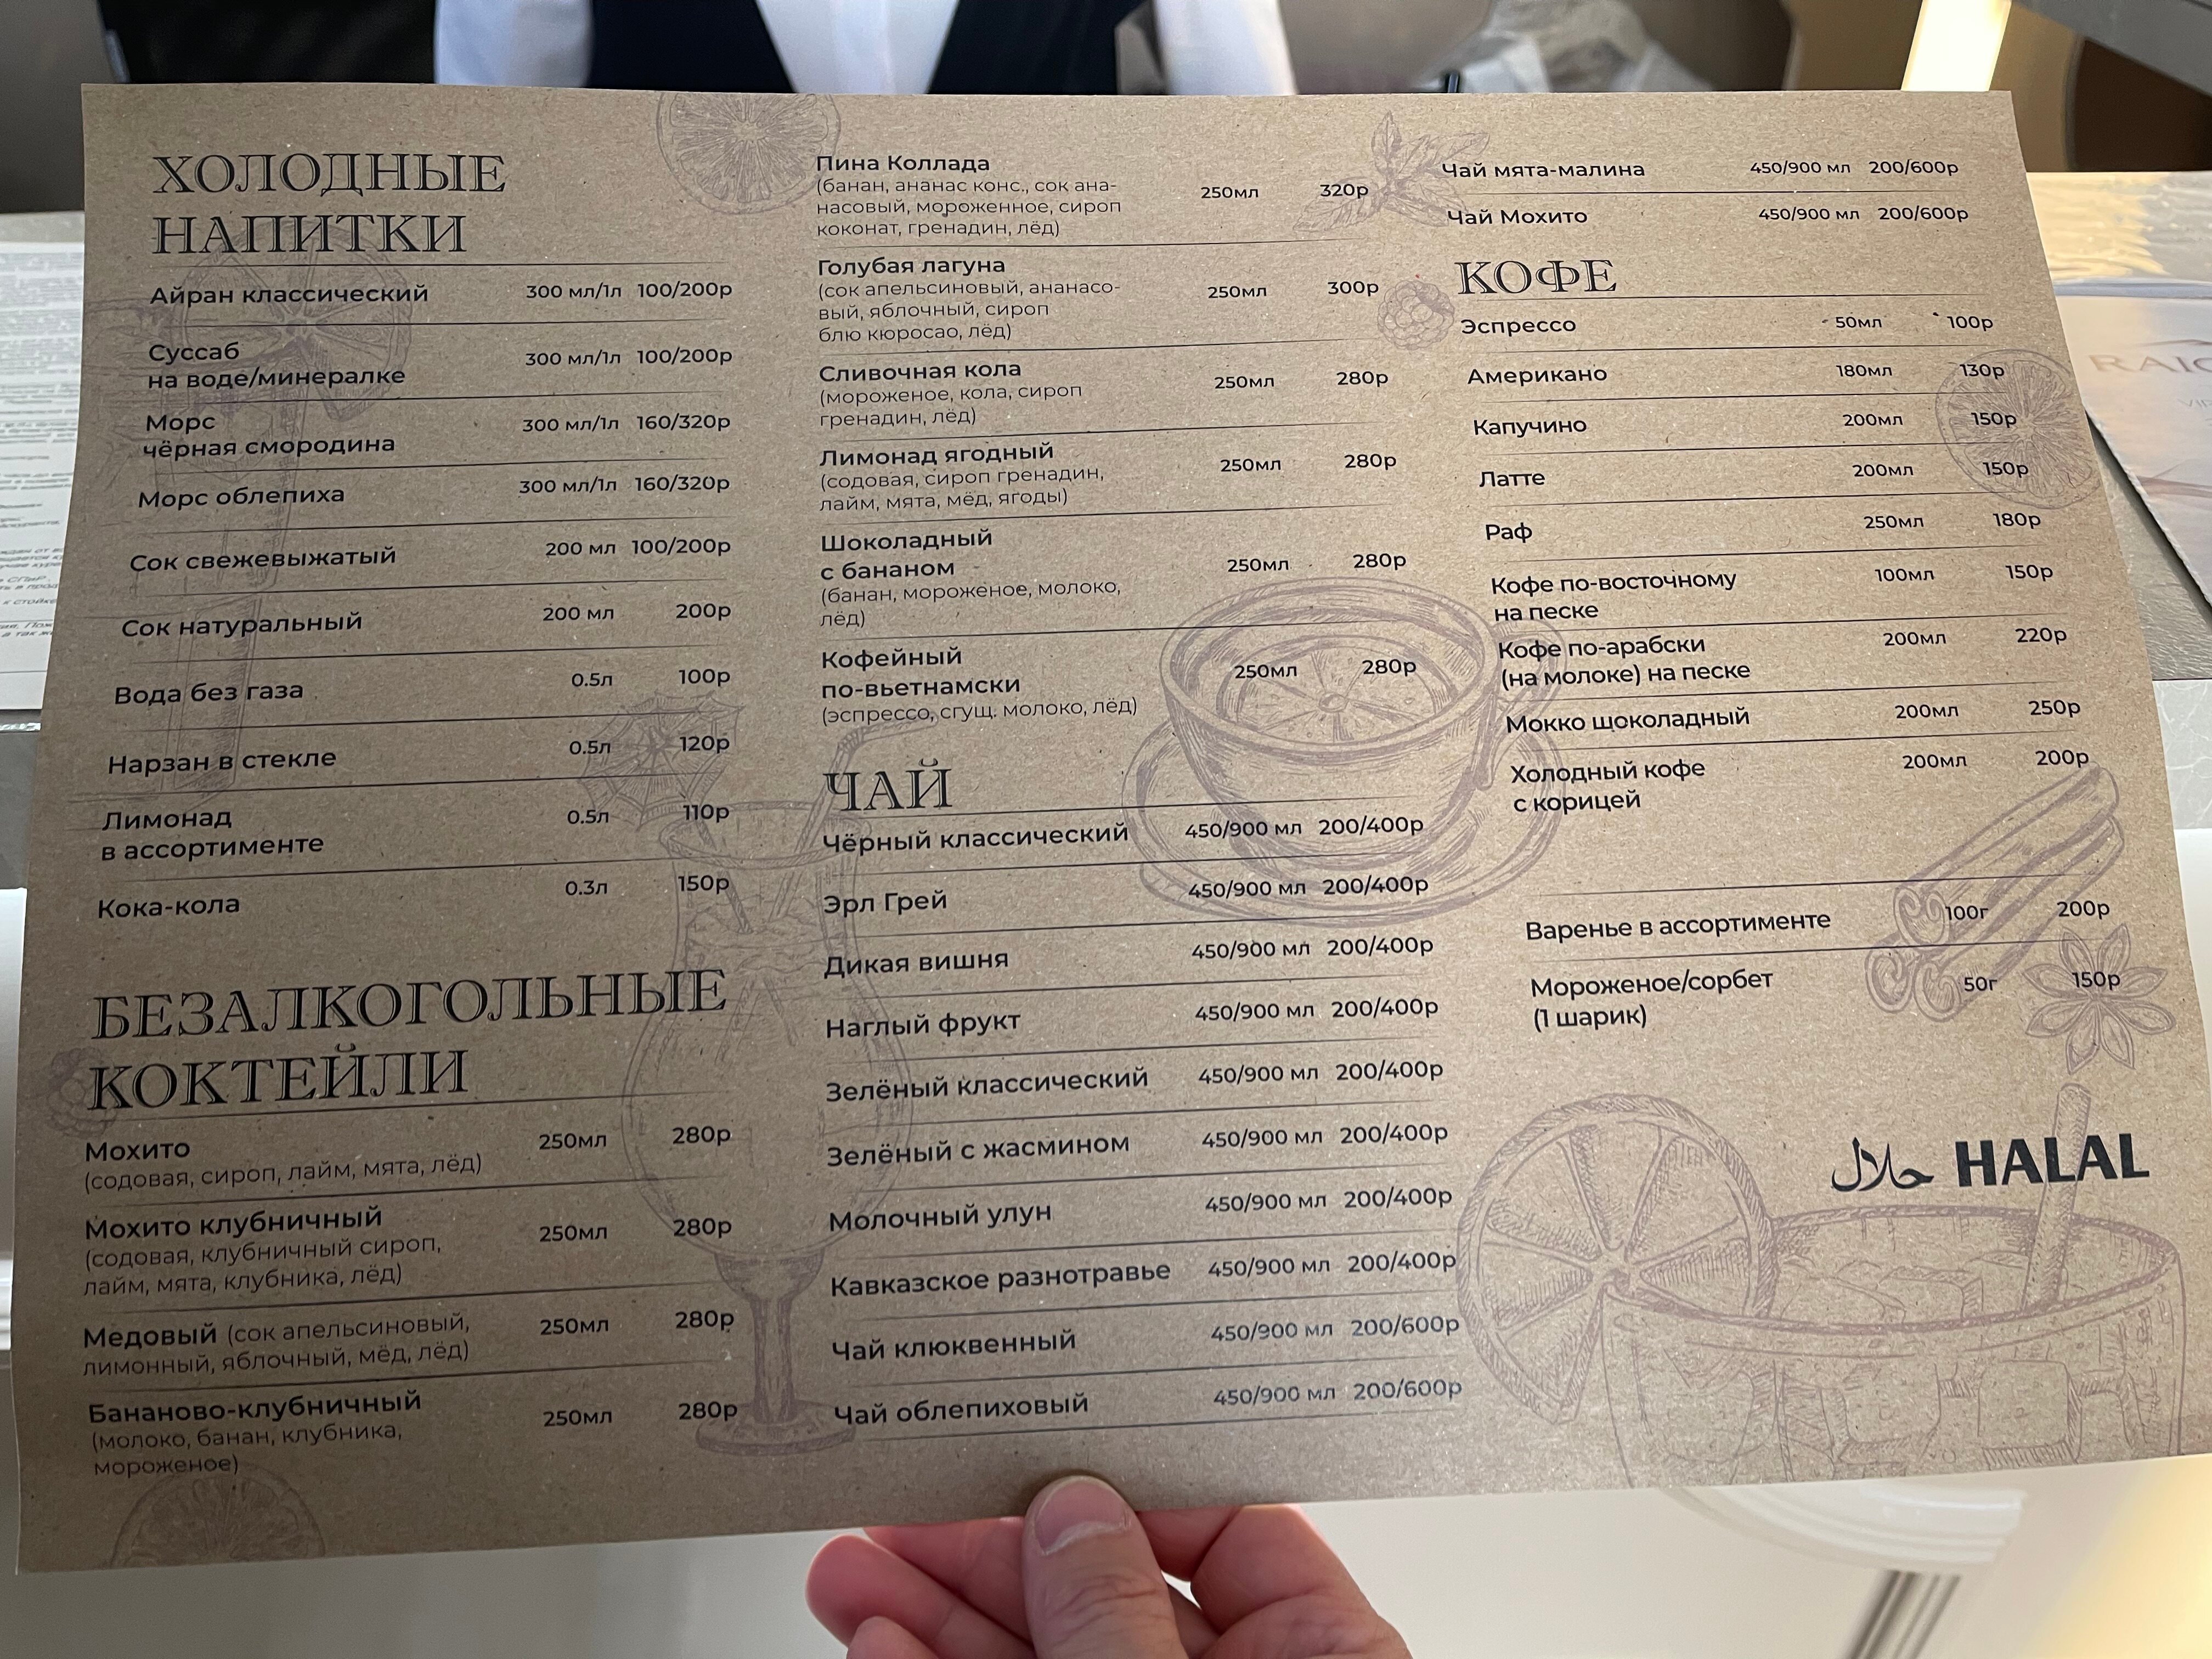 ХОЛОДНЫЕ
НАПИТКИ
Айран классический 300 мл/1л 100/200р
Суссаб
на воде/минералке 300 мл/1л 100/200р
Морс
чёрная смородина 300 мл/1л 160/320р
Морс облепиха 300 мл/1л 160/320р
Сок свежевыжатый 200 мл 100/200р
Сок натуральный 200 мл 200р
Вода без газа 0.5л 100р
Нарзан в стекле 0.5л 120р
Лимонад
в ассортименте 0.5л 110р
Кока-кола 0.3л 150р
БЕЗАЛКОГОЛЬНЫЕ
КОКТЕЙЛИ
Мохито 250мл 280р
(содовая, сироп, лайм, мята, лёд)
Мохито клубничный
(содовая, клубничный сироп, 250мл 280р
лайм, мята, клубника, лёд)
Медовый (сок апельсиновый, 250мл 280р
лимонный, яблочный, мёд, лёд)
Бананово-клубничный 250мл 280р
(молоко, банан, клубника,
мороженое)
Пина Коллада
(банан, ананас конс., сок ана- 250мл 320р
насовый, мороженное, сироп
коконат, гренадин, лёд)
Голубая лагуна
(сок апельсиновый, ананасо- 250мл 300р
вый, яблочный, сироп
блю кюросао, лёд)
Сливочная кола 250мл 280р
(мороженое, кола, сироп
гренадин, лёд)
Лимонад ягодный 250мл 280р
(содовая, сироп гренадин,
лайм, мята, мёд, ягоды)
Шоколадный
с бананом 250мл 280р
(банан, мороженое, молоко,
лёд)
Кофейный
по-вьетнамски 250мл 280р
(эспрессо, сгущ. молоко, лёд)
ЧАЙ
Чёрный классический 450/900 мл 200/400р
Эрл Грей 450/900 мл 200/400р
Дикая вишня 450/900 мл 200/400р
Наглый фрукт 450/900 мл 200/400р
Зелёный классический 450/900 мл 200/400р
Зелёный с жасмином 450/900 мл 200/400р
Молочный улун 450/900 мл 200/400р
Кавказское разнотравье 450/900 мл 200/400р
Чай клюквенный 450/900 мл 200/600р
Чай облепиховый 450/900 мл 200/600р
Чай мята-малина 450/900 мл 200/600р
Чай Мохито 450/900 мл 200/600р
КОФЕ
Эспрессо 50мл 100р
Американо 180мл 130р
Капучино 200мл 150р
Латте 200мл 150р
Раф 250мл 180р
Кофе по-восточному 100мл 150р
на песке
Кофе по-арабски 200мл 220р
(на молоке) на песке
Мокко шоколадный 200мл 250р
Холодный кофе 200мл 200р
с корицей
Варенье в ассортименте 100г 200р
Мороженое/сорбет 50г 150р
(1 шарик)
حلال HALAL